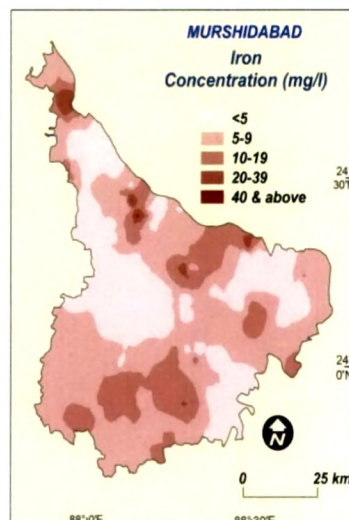 MURSHIDABAD
Iron
Concentration (mg/l)
<5
5-9
10-19
20-39
40 & above
24
30'N
24
0'N
N
0 25 km
88°0'E 88°30'E